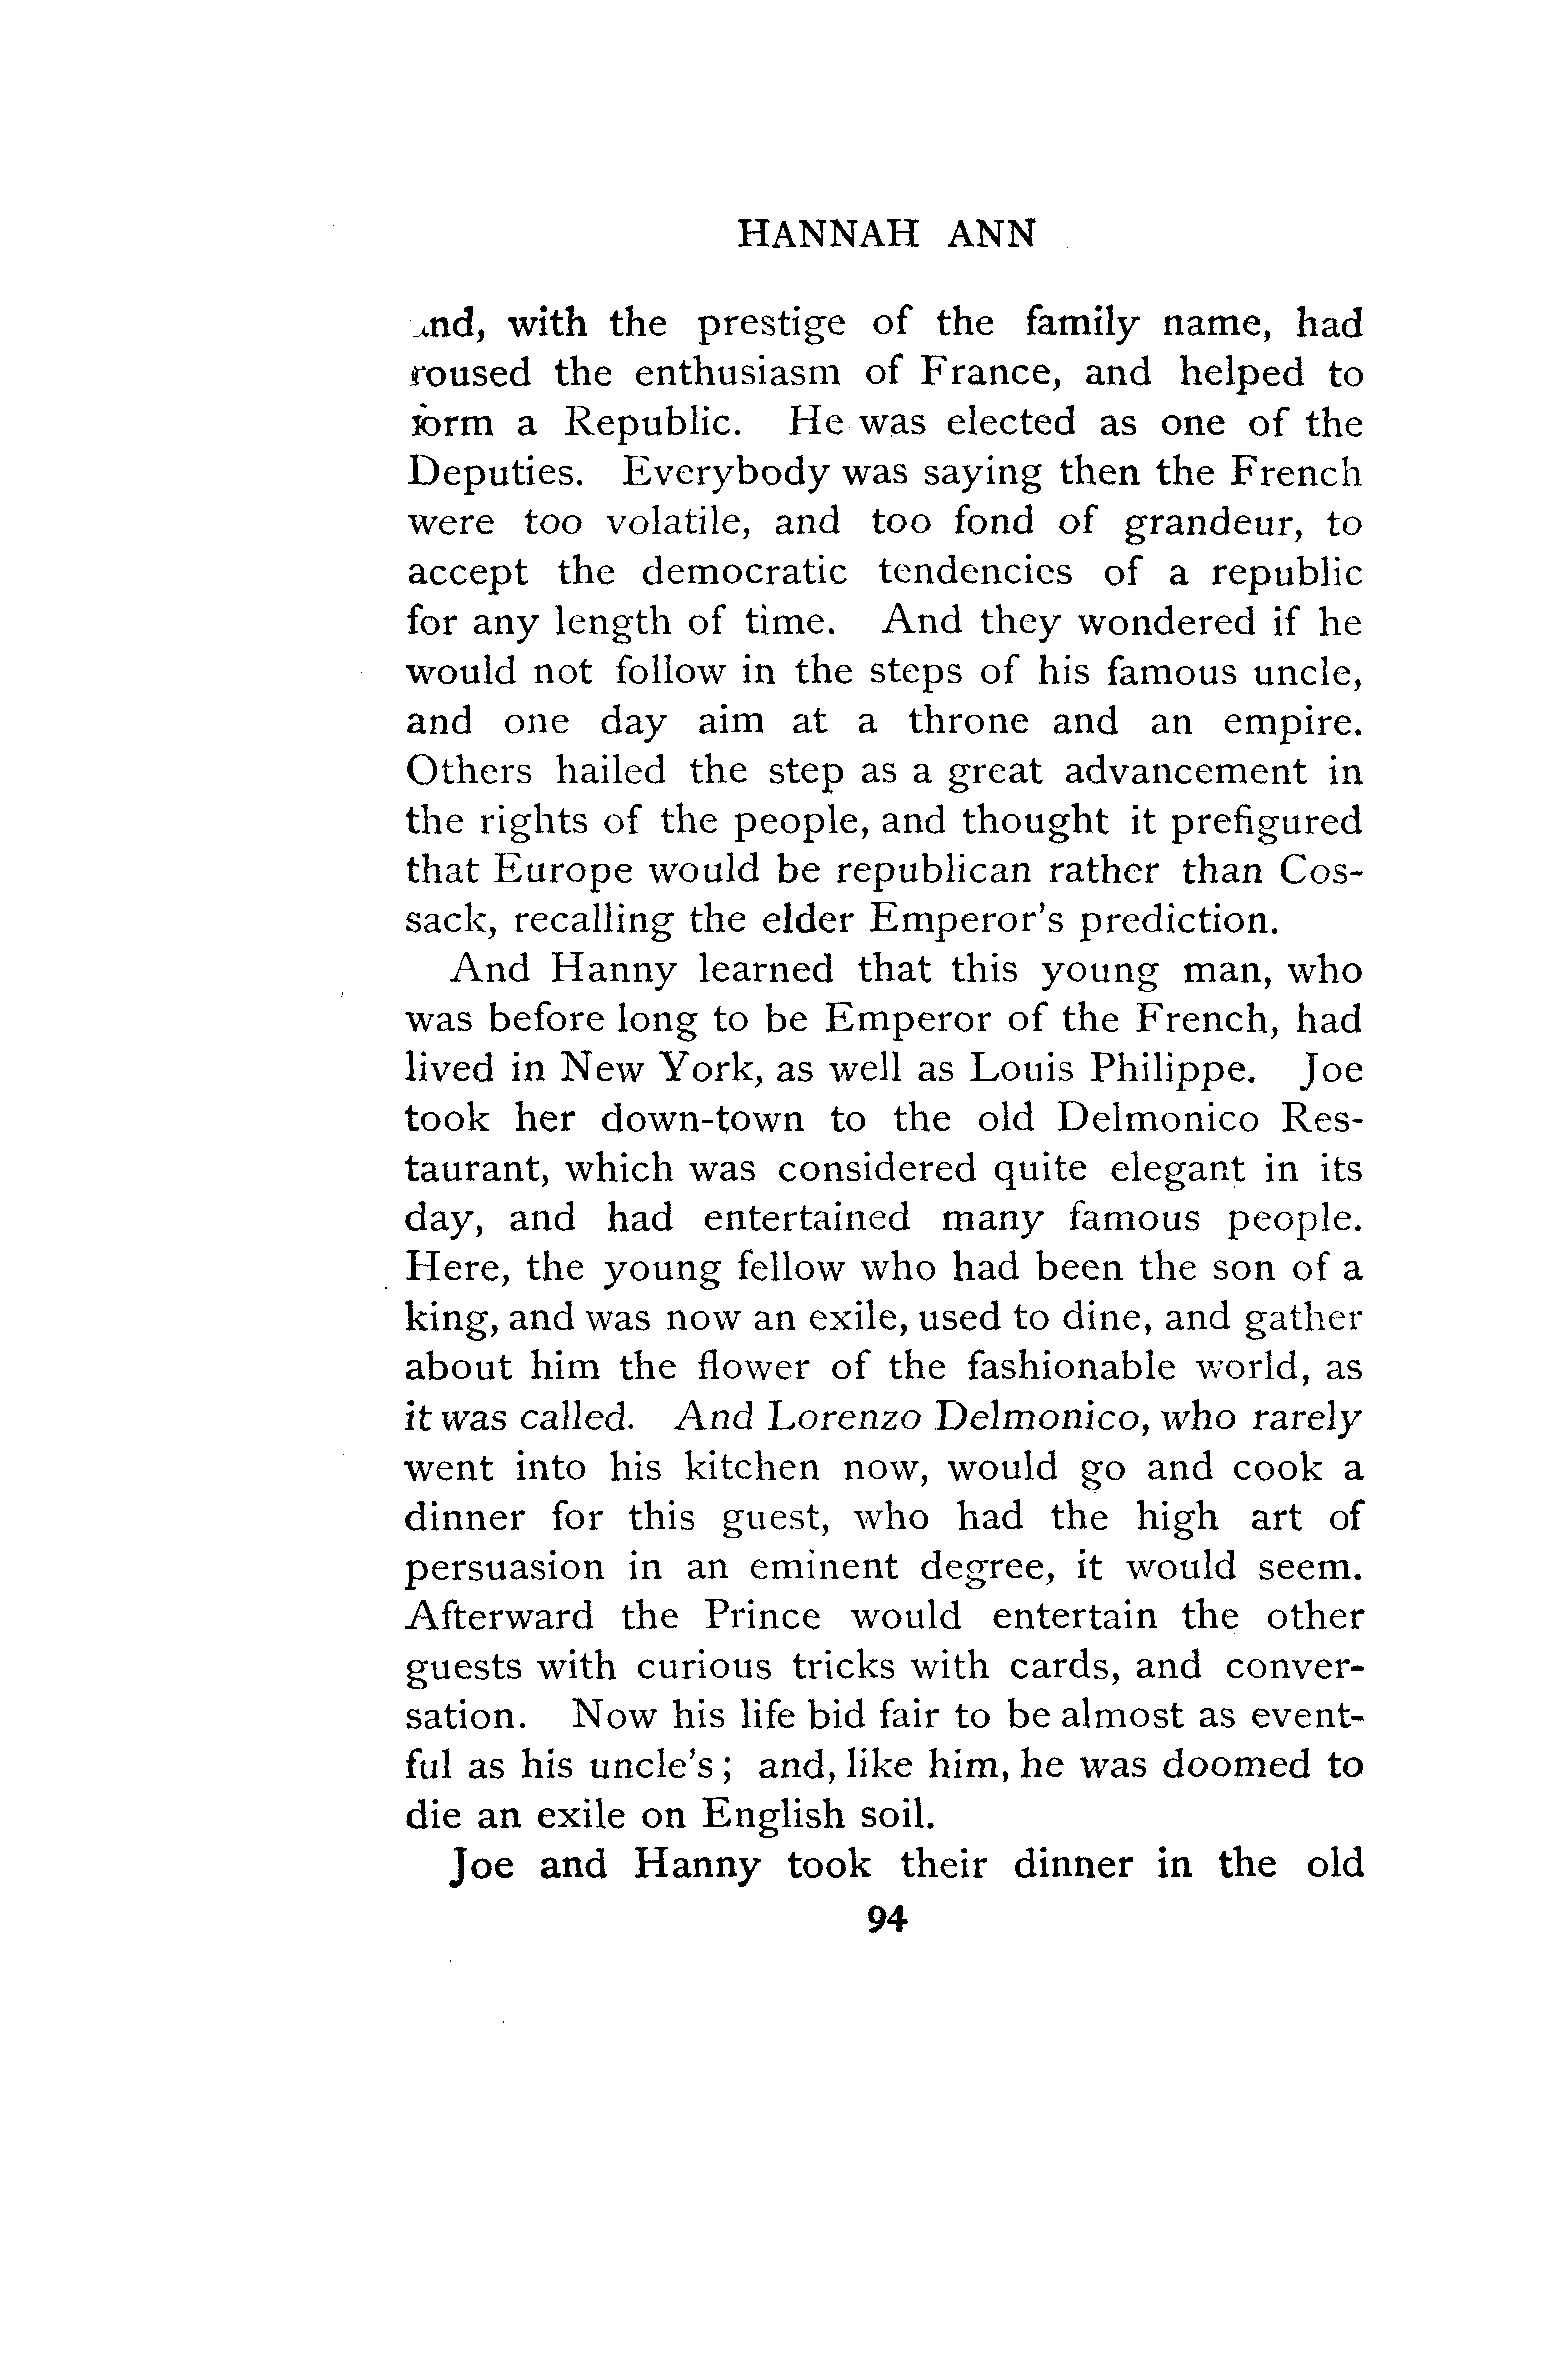 HANNAH ANN
and, with the prestige of the family name, had
roused the enthusiasm of France, and helped to
form a Republic. He was elected as one of the
Deputies. Everybody was saying then the French
were too volatile, and too fond of grandeur, to
accept the democratic tendencies of a republic
for any length of time. And they wondered if he
would not follow in the steps of his famous uncle,
and one day aim at a throne and an empire.
Others hailed the step as a great advancement in
the rights of the people, and thought it prefigured
that Europe would be republican rather than Cos-
sack, recalling the elder Emperor's prediction.
And Hanny learned that this young man, who
was before long to be Emperor of the French, had
lived in New York, as well as Louis Philippe. Joe
took her down-town to the old Delmonico Res-
taurant, which was considered quite elegant in its
day, and had entertained many famous people.
Here, the young fellow who had been the son of a
king, and was now an exile, used to dine, and gather
about him the flower of the fashionable world, as
it was called. And Lorenzo Delmonico, who rarely
went into his kitchen now, would go and cook a
dinner for this guest, who had the high art of
persuasion in an eminent degree, it would seem.
Afterward the Prince would entertain the other
guests with curious tricks with cards, and conver-
sation. Now his life bid fair to be almost as event-
ful as his uncle's; and, like him, he was doomed to
die an exile on English soil.
Joe and Hanny took their dinner in the old
94